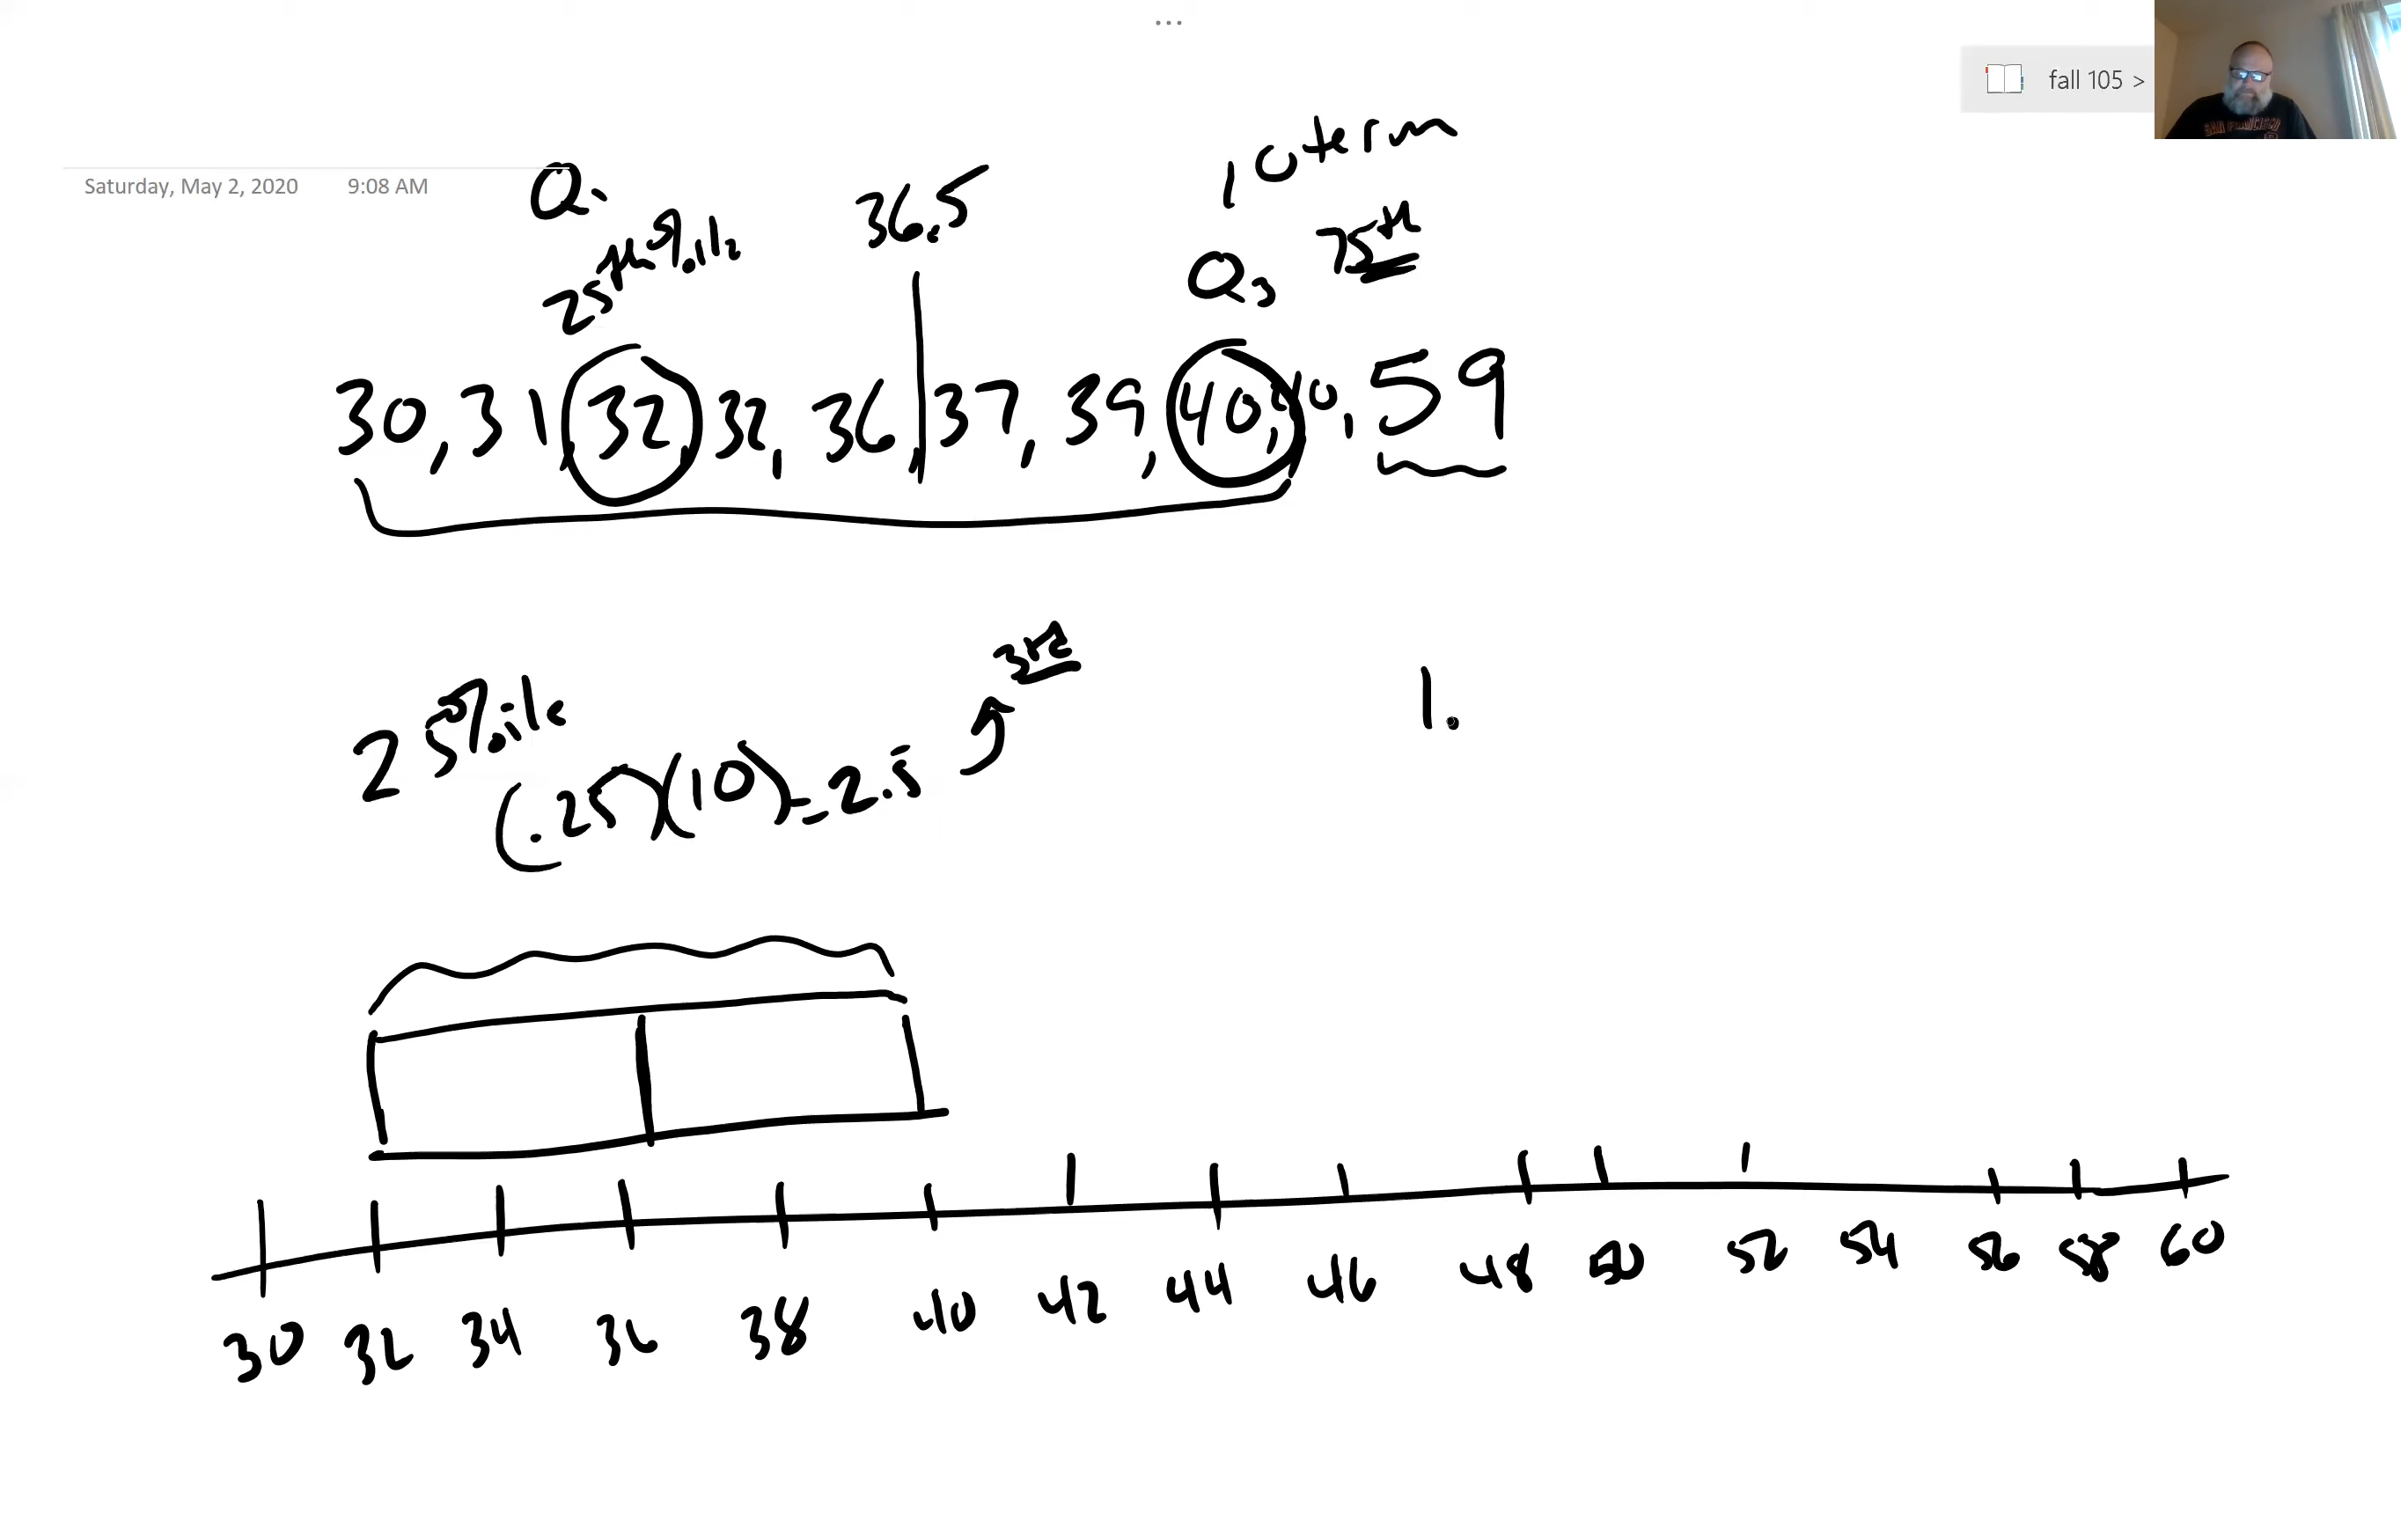 ...
fall 105 >
Saturday, May 2, 2020 9:08 AM
Q1
25th %ile
36.5
10 term
75th
Q3
30, 31, 32, 32, 36, 37, 39, 40, 40, 59
25%ile
(.25)(10) = 2.5
3rd
1.
30 32 34 36 38 40 42 44 46 48 50 52 54 56 58 60